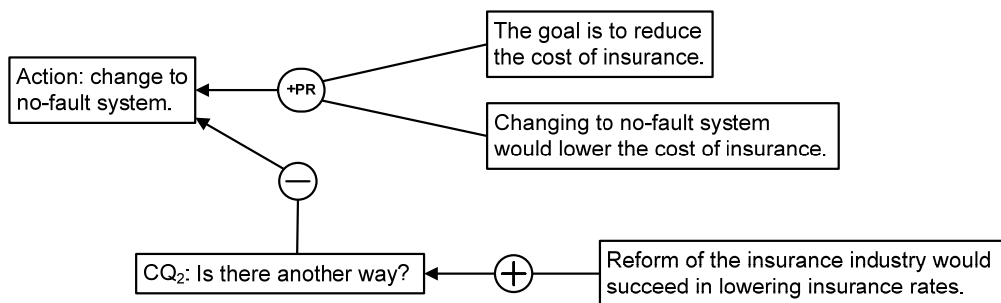 The goal is to reduce
the cost of insurance.
Action: change to
no-fault system.
+PR
Changing to no-fault system
would lower the cost of insurance.
−
CQ₂: Is there another way?
+
Reform of the insurance industry would
succeed in lowering insurance rates.